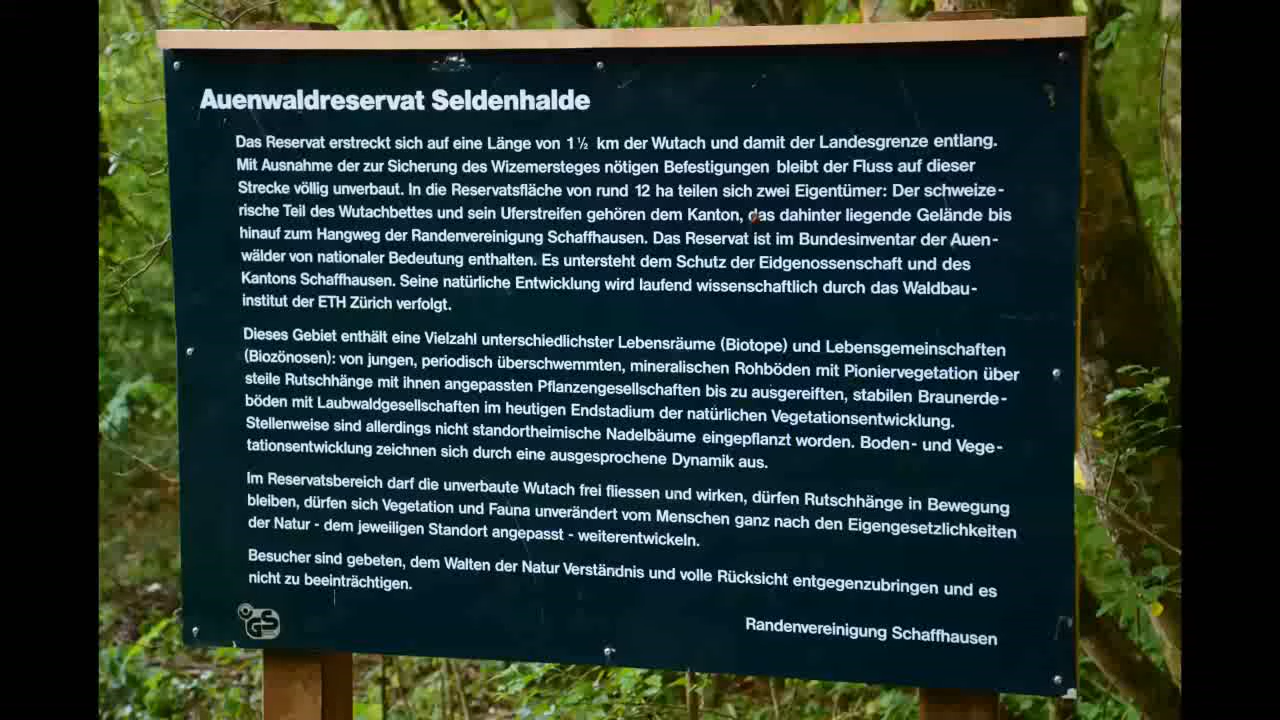 Auenwaldreservat Seldenhalde
Das Reservat erstreckt sich auf eine Länge von 1½ km der Wutach und damit der Landesgrenze entlang.
Mit Ausnahme der zur Sicherung des Wizemersteges nötigen Befestigungen bleibt der Fluss auf dieser
Strecke völlig unverbaut. In die Reservatsfläche von rund 12 ha teilen sich zwei Eigentümer: Der schweize-
rische Teil des Wutachbettes und sein Uferstreifen gehören dem Kanton, das dahinter liegende Gelände bis
hinauf zum Hangweg der Randenvereinigung Schaffhausen. Das Reservat ist im Bundesinventar der Auen-
wälder von nationaler Bedeutung enthalten. Es untersteht dem Schutz der Eidgenossenschaft und des
Kantons Schaffhausen. Seine natürliche Entwicklung wird laufend wissenschaftlich durch das Waldbau-
institut der ETH Zürich verfolgt.
Dieses Gebiet enthält eine Vielzahl unterschiedlichster Lebensräume (Biotope) und Lebensgemeinschaften
(Biozönosen): von jungen, periodisch überschwemmten, mineralischen Rohböden mit Pioniervegetation über
steile Rutschhänge mit ihnen angepassten Pflanzengesellschaften bis zu ausgereiften, stabilen Braunerde-
böden mit Laubwaldgesellschaften im heutigen Endstadium der natürlichen Vegetationsentwicklung.
Stellenweise sind allerdings nicht standortheimische Nadelbäume eingepflanzt worden. Boden- und Vege-
tationsentwicklung zeichnen sich durch eine ausgesprochene Dynamik aus.
Im Reservatsbereich darf die unverbaute Wutach frei fliessen und wirken, dürfen Rutschhänge in Bewegung
bleiben, dürfen sich Vegetation und Fauna unverändert vom Menschen ganz nach den Eigengesetzlichkeiten
der Natur - dem jeweiligen Standort angepasst - weiterentwickeln.
Besucher sind gebeten, dem Walten der Natur Verständnis und volle Rücksicht entgegenzubringen und es
nicht zu beeinträchtigen.
GS
Randenvereinigung Schaffhausen